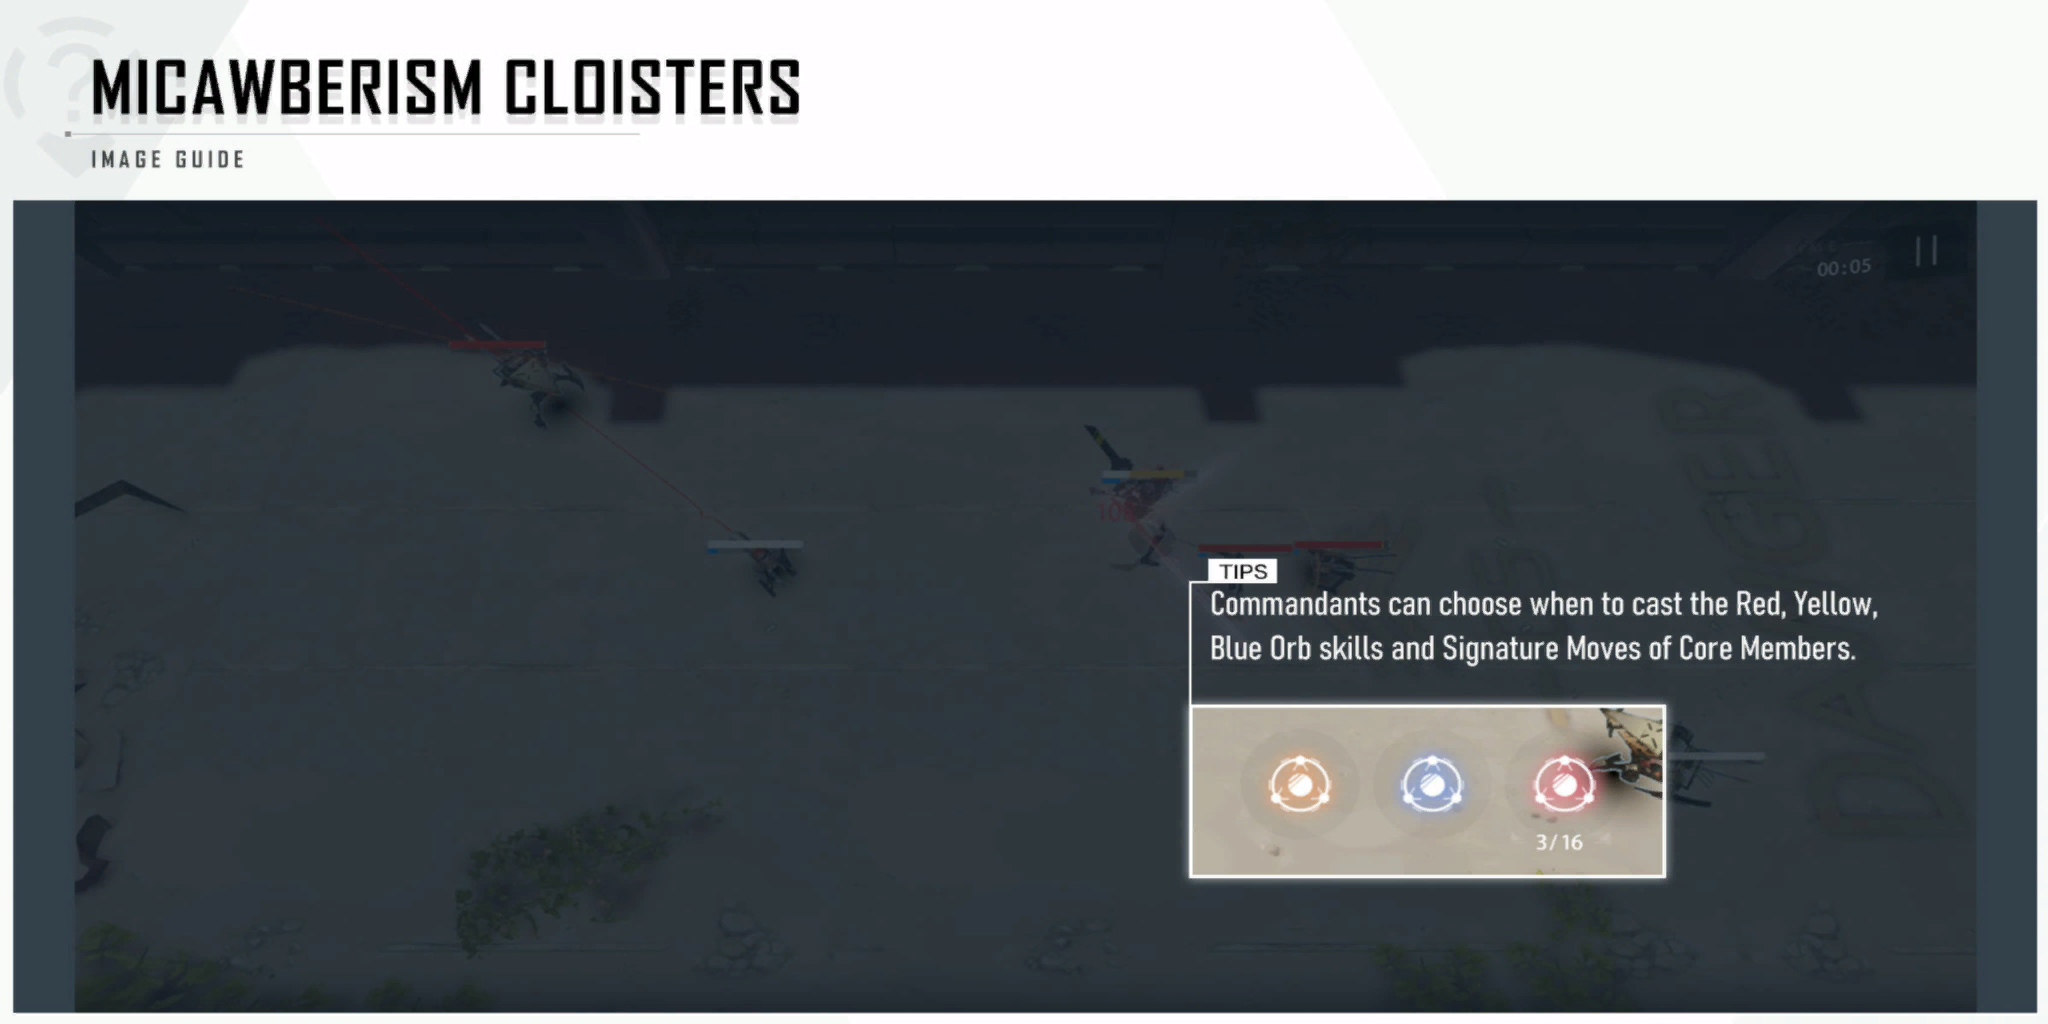 MICAWBERISM CLOISTERS
IMAGE GUIDE
00:05
TIPS
Commandants can choose when to cast the Red, Yellow,
Blue Orb skills and Signature Moves of Core Members.
3/16
DANGER